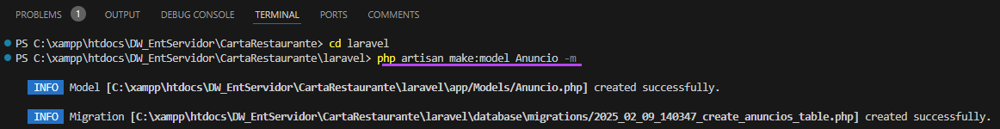 PROBLEMS 1 OUTPUT DEBUG CONSOLE TERMINAL PORTS COMMENTS
PS C:\xampp\htdocs\DW_EntServidor\CartaRestaurante> cd laravel
PS C:\xampp\htdocs\DW_EntServidor\CartaRestaurante\laravel> php artisan make:model Anuncio -m
INFO Model [C:\xampp\htdocs\DW_EntServidor\CartaRestaurante\laravel\app/Models/Anuncio.php] created successfully.
INFO Migration [C:\xampp\htdocs\DW_EntServidor\CartaRestaurante\laravel\database\migrations/2025_02_09_140347_create_anuncios_table.php] created successfully.